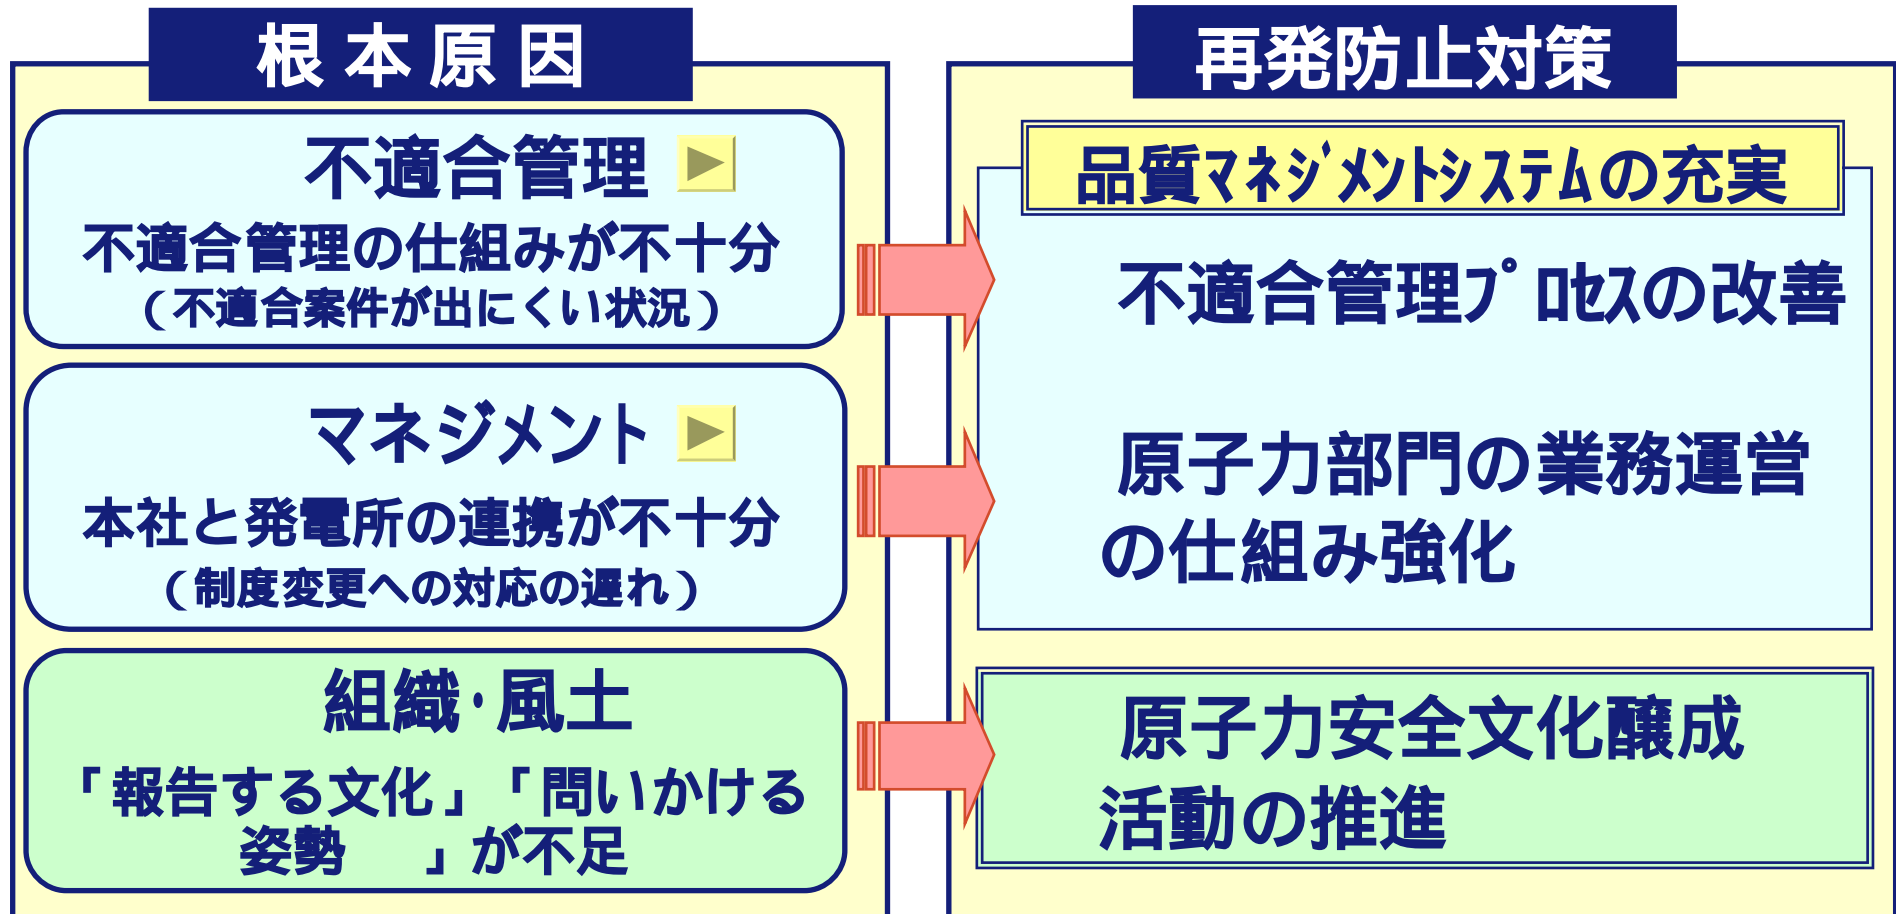 根本原因
不適合管理
不適合管理の仕組みが不十分
（不適合案件が出にくい状況）
マネジメント
本社と発電所の連携が不十分
（制度変更への対応の遅れ）
組織・風土
「報告する文化」「問いかける
姿勢　」が不足
再発防止対策
品質ﾏﾈｼﾞﾒﾝﾄｼｽﾃﾑの充実
不適合管理ﾌﾟﾛｾｽの改善
原子力部門の業務運営
の仕組み強化
原子力安全文化醸成
活動の推進